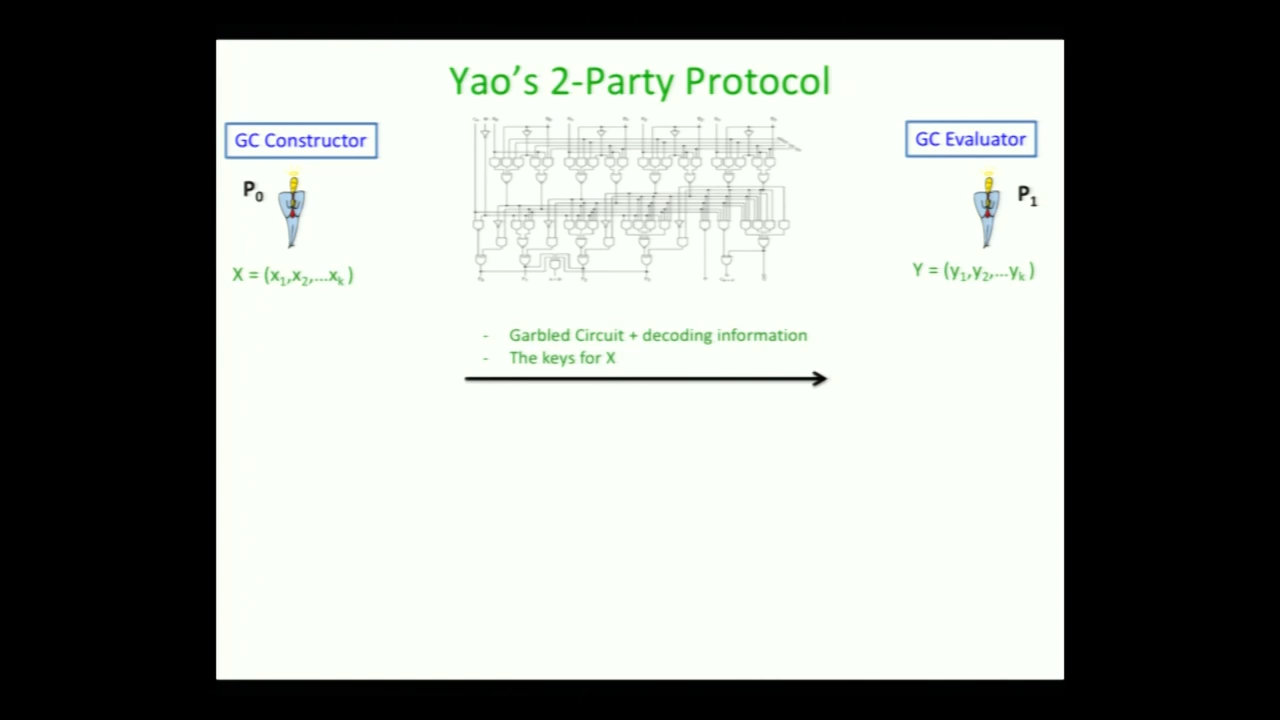 Yao's 2-Party Protocol
GC Constructor
GC Evaluator
P0
P1
X = (x1,x2,...xk )
Y = (y1,y2,...yk )
- Garbled Circuit + decoding information
- The keys for X